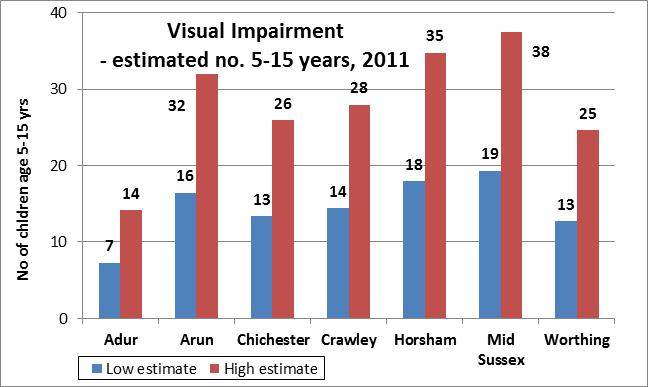 Visual Impairment
- estimated no. 5-15 years, 2011
No of chldren age 5-15 yrs
40
30
20
10
0
7
14
32
16
26
13
28
14
35
18
38
19
25
13
Adur
Arun
Chichester
Crawley
Horsham
Mid
Sussex
Worthing
Low estimate
High estimate